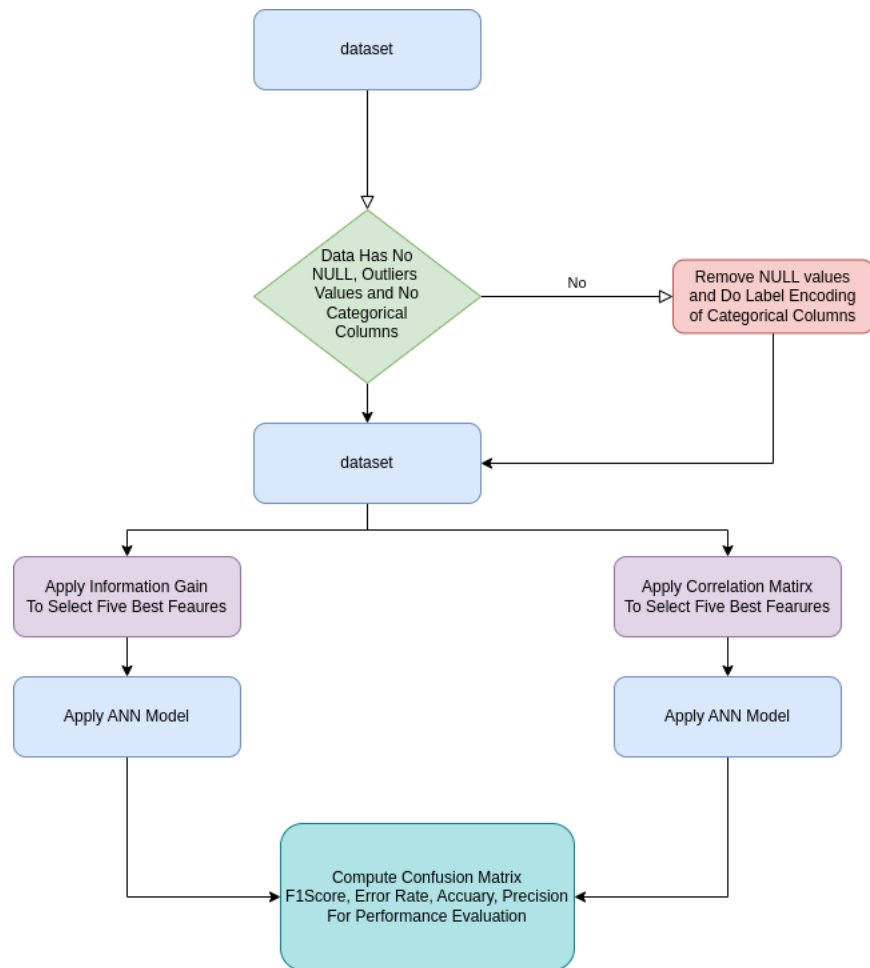 dataset
Data Has No
NULL, Outliers
Values and No
Categorical
Columns
No
Remove NULL values
and Do Label Encoding
of Categorical Columns
dataset
Apply Information Gain
To Select Five Best Feaures
Apply Correlation Matirx
To Select Five Best Fearures
Apply ANN Model
Apply ANN Model
Compute Confusion Matrix
F1Score, Error Rate, Accuary, Precision
For Performance Evaluation